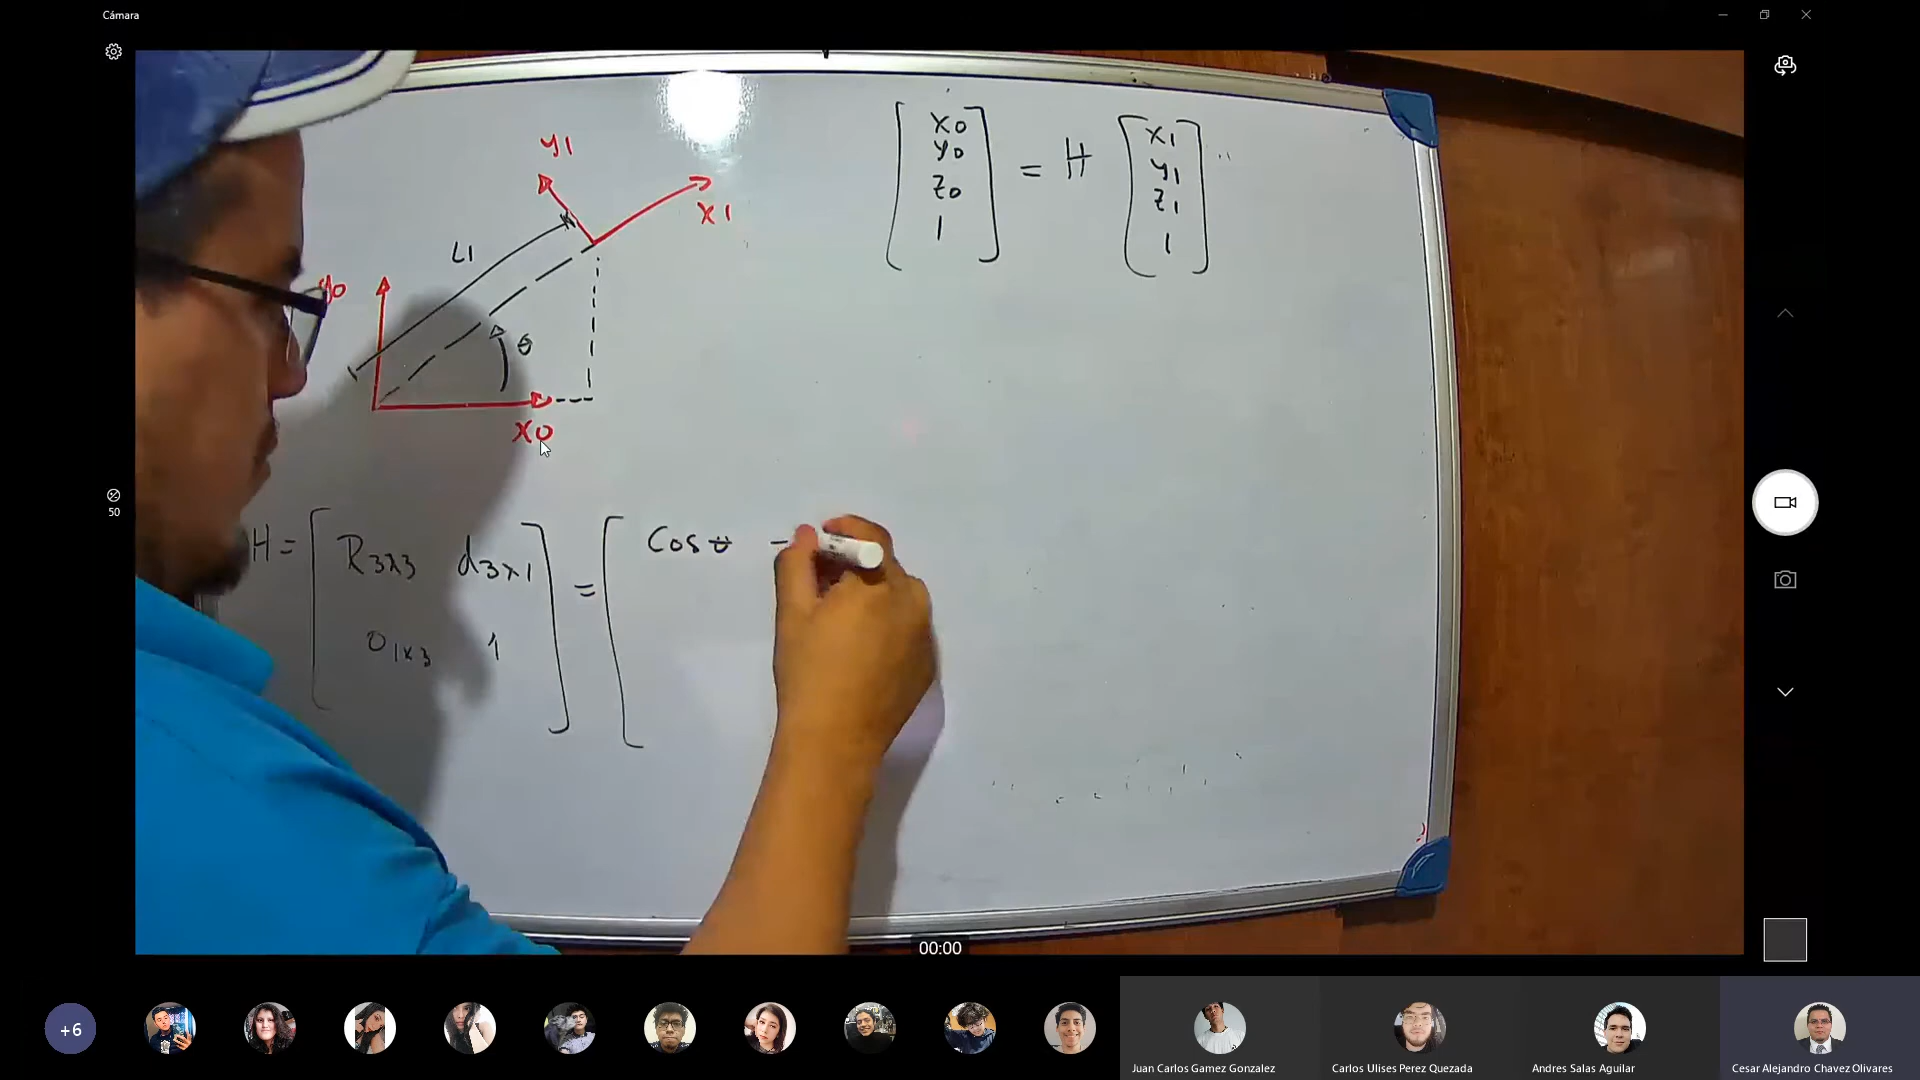 Cámara
y1
x1
L1
y0
θ
x0
x0
y0
z0
1
= H
x1
y1
z1
1
H = R3x3 d3x1
01x3 1
= Cos θ -
50
00:00
+6
Juan Carlos Gamez Gonzalez
Carlos Ulises Perez Quezada
Andres Salas Aguilar
Cesar Alejandro Chavez Olivares